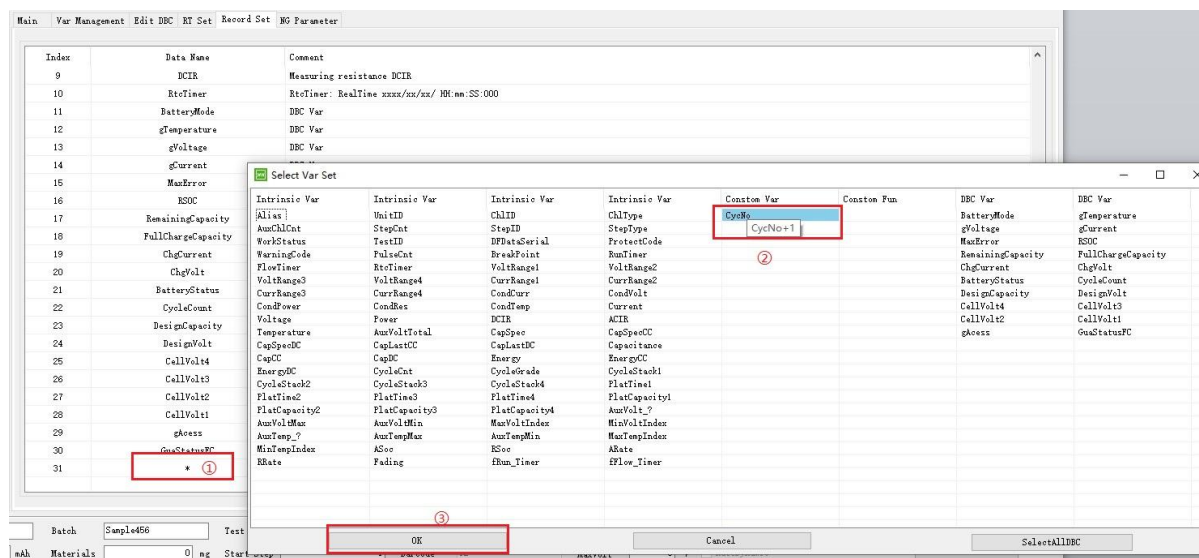 Main Var Management Edit DBC RT Set Record Set NG Parameter
Index Data Name Comment
9 DCIR Measuring resistance DCIR
10 RtcTimer RtcTimer: RealTime xxxx/xx/xx/ HH:mm:SS:000
11 BatteryMode DBC Var
12 gTemperature DBC Var
13 gVoltage DBC Var
14 gCurrent
15 MaxError
16 RSOC
17 RemainingCapacity
18 FullChargeCapacity
19 ChgCurrent
20 ChgVolt
21 BatteryStatus
22 CycleCount
23 DesignCapacity
24 DesignVolt
25 CellVolt4
26 CellVolt3
27 CellVolt2
28 CellVolt1
29 gAcess
30 GuaStatusFC
31 * ①
Select Var Set
Intrinsic Var Intrinsic Var Intrinsic Var Intrinsic Var Constom Var Constom Fun DBC Var DBC Var
Alias UnitID ChlID ChlType CycNo BatteryMode gTemperature
AuxChlCnt StepCnt StepID StepType CycNo+1 gVoltage gCurrent
WorkStatus TestID DFDataSerial ProtectCode MaxError RSOC
WarningCode PulseCnt BreakPoint RunTimer RemainingCapacity FullChargeCapacity
FlowTimer RtcTimer VoltRange1 VoltRange2 ② ChgCurrent ChgVolt
VoltRange3 VoltRange4 CurrRange1 CurrRange2 BatteryStatus CycleCount
CurrRange3 CurrRange4 CondCurr CondVolt DesignCapacity DesignVolt
CondPower CondRes CondTemp Current CellVolt4 CellVolt3
Voltage Power DCIR ACIR CellVolt2 CellVolt1
Temperature AuxVoltTotal CapSpec CapSpecCC gAcess GuaStatusFC
CapSpecDC CapLastCC CapLastDC Capacitance
CapCC CapDC Energy EnergyCC
EnergyDC CycleCnt CycleGrade CycleStack1
CycleStack2 CycleStack3 CycleStack4 PlatTime1
PlatTime2 PlatTime3 PlatTime4 PlatCapacity1
PlatCapacity2 PlatCapacity3 PlatCapacity4 AuxVolt_?
AuxVoltMax AuxVoltMin MaxVoltIndex MinVoltIndex
AuxTemp_? AuxTempMax AuxTempMin MaxTempIndex
MinTempIndex ASoc RSoc ARate
RRate Fading fRun_Timer fFlow_Timer
③
OK Cancel SelectAllDBC
Batch Sample456 Test
mAh Materials 0 mg Start Step